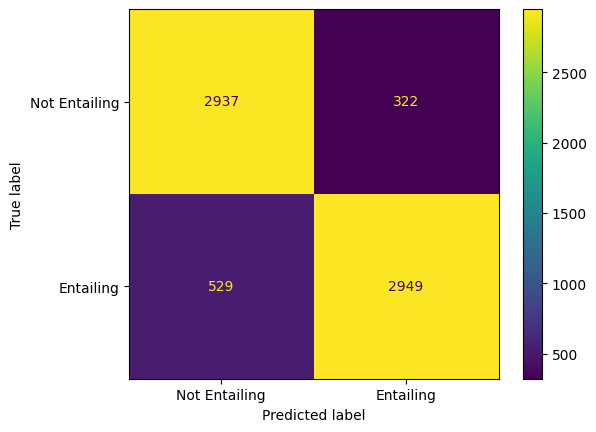 Not Entailing
Entailing
True label
2937
322
529
2949
Not Entailing
Entailing
Predicted label
2500
2000
1500
1000
500